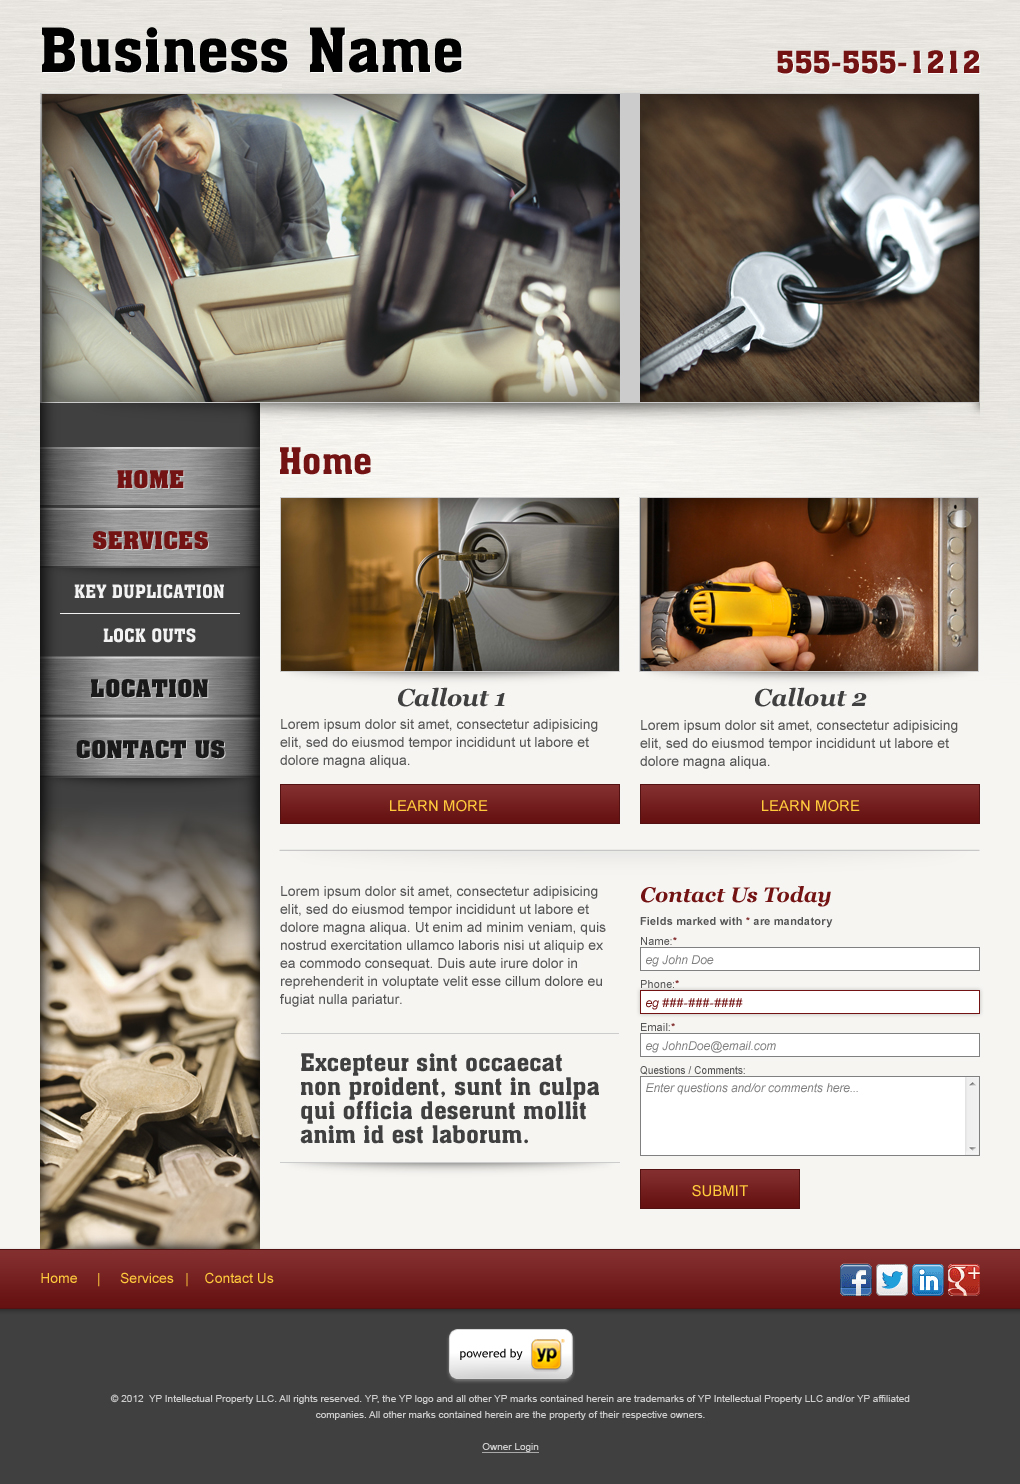 Business Name
555-555-1212
HOME
SERVICES
KEY DUPLICATION
LOCK OUTS
LOCATION
CONTACT US
Home
Callout 1
Lorem ipsum dolor sit amet, consectetur adipisicing
elit, sed do eiusmod tempor incididunt ut labore et
dolore magna aliqua.
LEARN MORE
Callout 2
Lorem ipsum dolor sit amet, consectetur adipisicing
elit, sed do eiusmod tempor incididunt ut labore et
dolore magna aliqua.
LEARN MORE
Lorem ipsum dolor sit amet, consectetur adipisicing
elit, sed do eiusmod tempor incididunt ut labore et
dolore magna aliqua. Ut enim ad minim veniam, quis
nostrud exercitation ullamco laboris nisi ut aliquip ex
ea commodo consequat. Duis aute irure dolor in
reprehenderit in voluptate velit esse cillum dolore eu
fugiat nulla pariatur.
Excepteur sint occaecat
non proident, sunt in culpa
qui officia deserunt mollit
anim id est laborum.
Contact Us Today
Fields marked with * are mandatory
Name:*
eg John Doe
Phone:*
eg ###-###-####
Email:*
eg JohnDoe@email.com
Questions / Comments:
Enter questions and/or comments here...
SUBMIT
Home | Services | Contact Us
f in g+
powered by yp
© 2012 YP Intellectual Property LLC. All rights reserved. YP, the YP logo and all other YP marks contained herein are trademarks of YP Intellectual Property LLC and/or YP affiliated
companies. All other marks contained herein are the property of their respective owners.
Owner Login